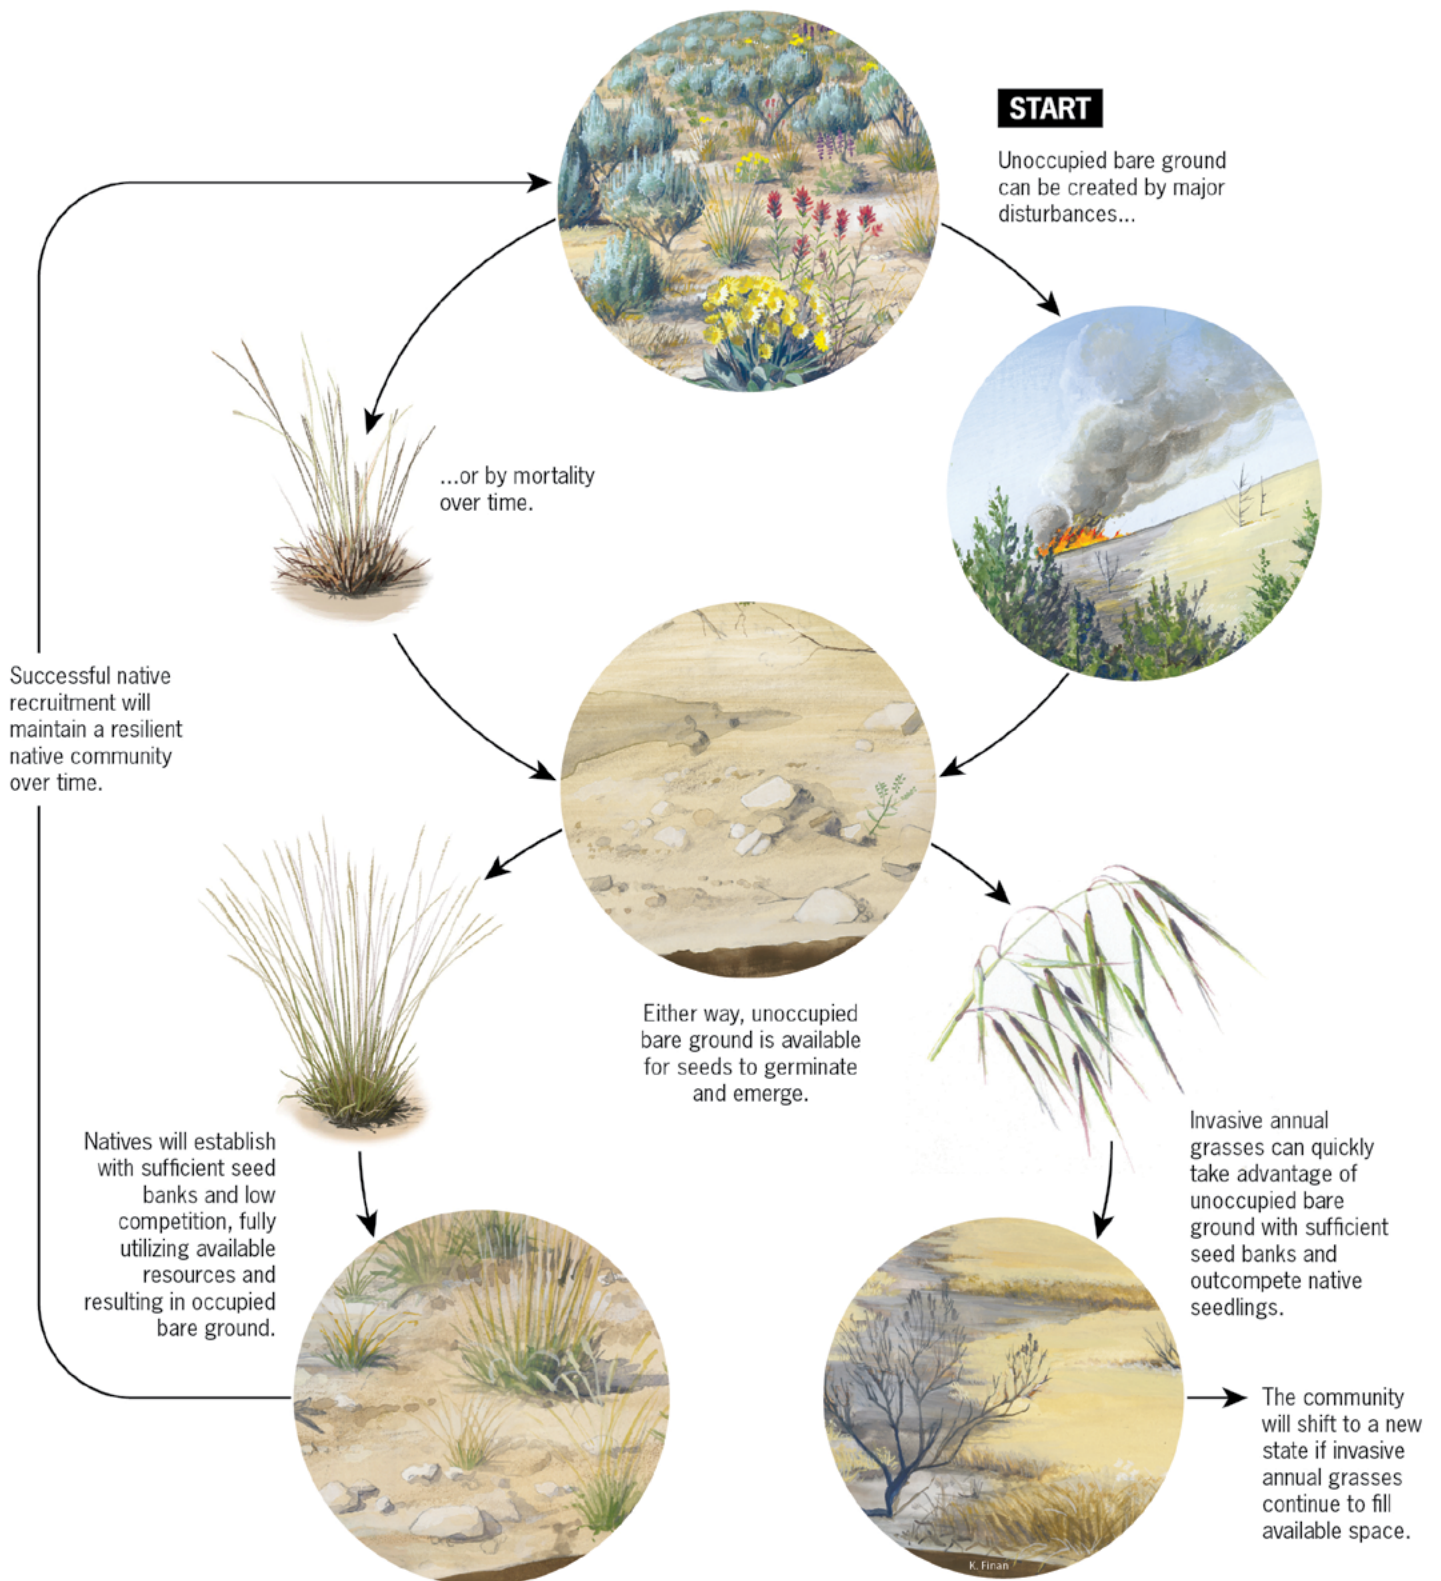 START
Unoccupied bare ground
can be created by major
disturbances...
...or by mortality
over time.
Successful native
recruitment will
maintain a resilient
native community
over time.
Either way, unoccupied
bare ground is available
for seeds to germinate
and emerge.
Natives will establish
with sufficient seed
banks and low
competition, fully
utilizing available
resources and
resulting in occupied
bare ground.
Invasive annual
grasses can quickly
take advantage of
unoccupied bare
ground with sufficient
seed banks and
outcompete native
seedlings.
The community
will shift to a new
state if invasive
annual grasses
continue to fill
available space.
K. Finan